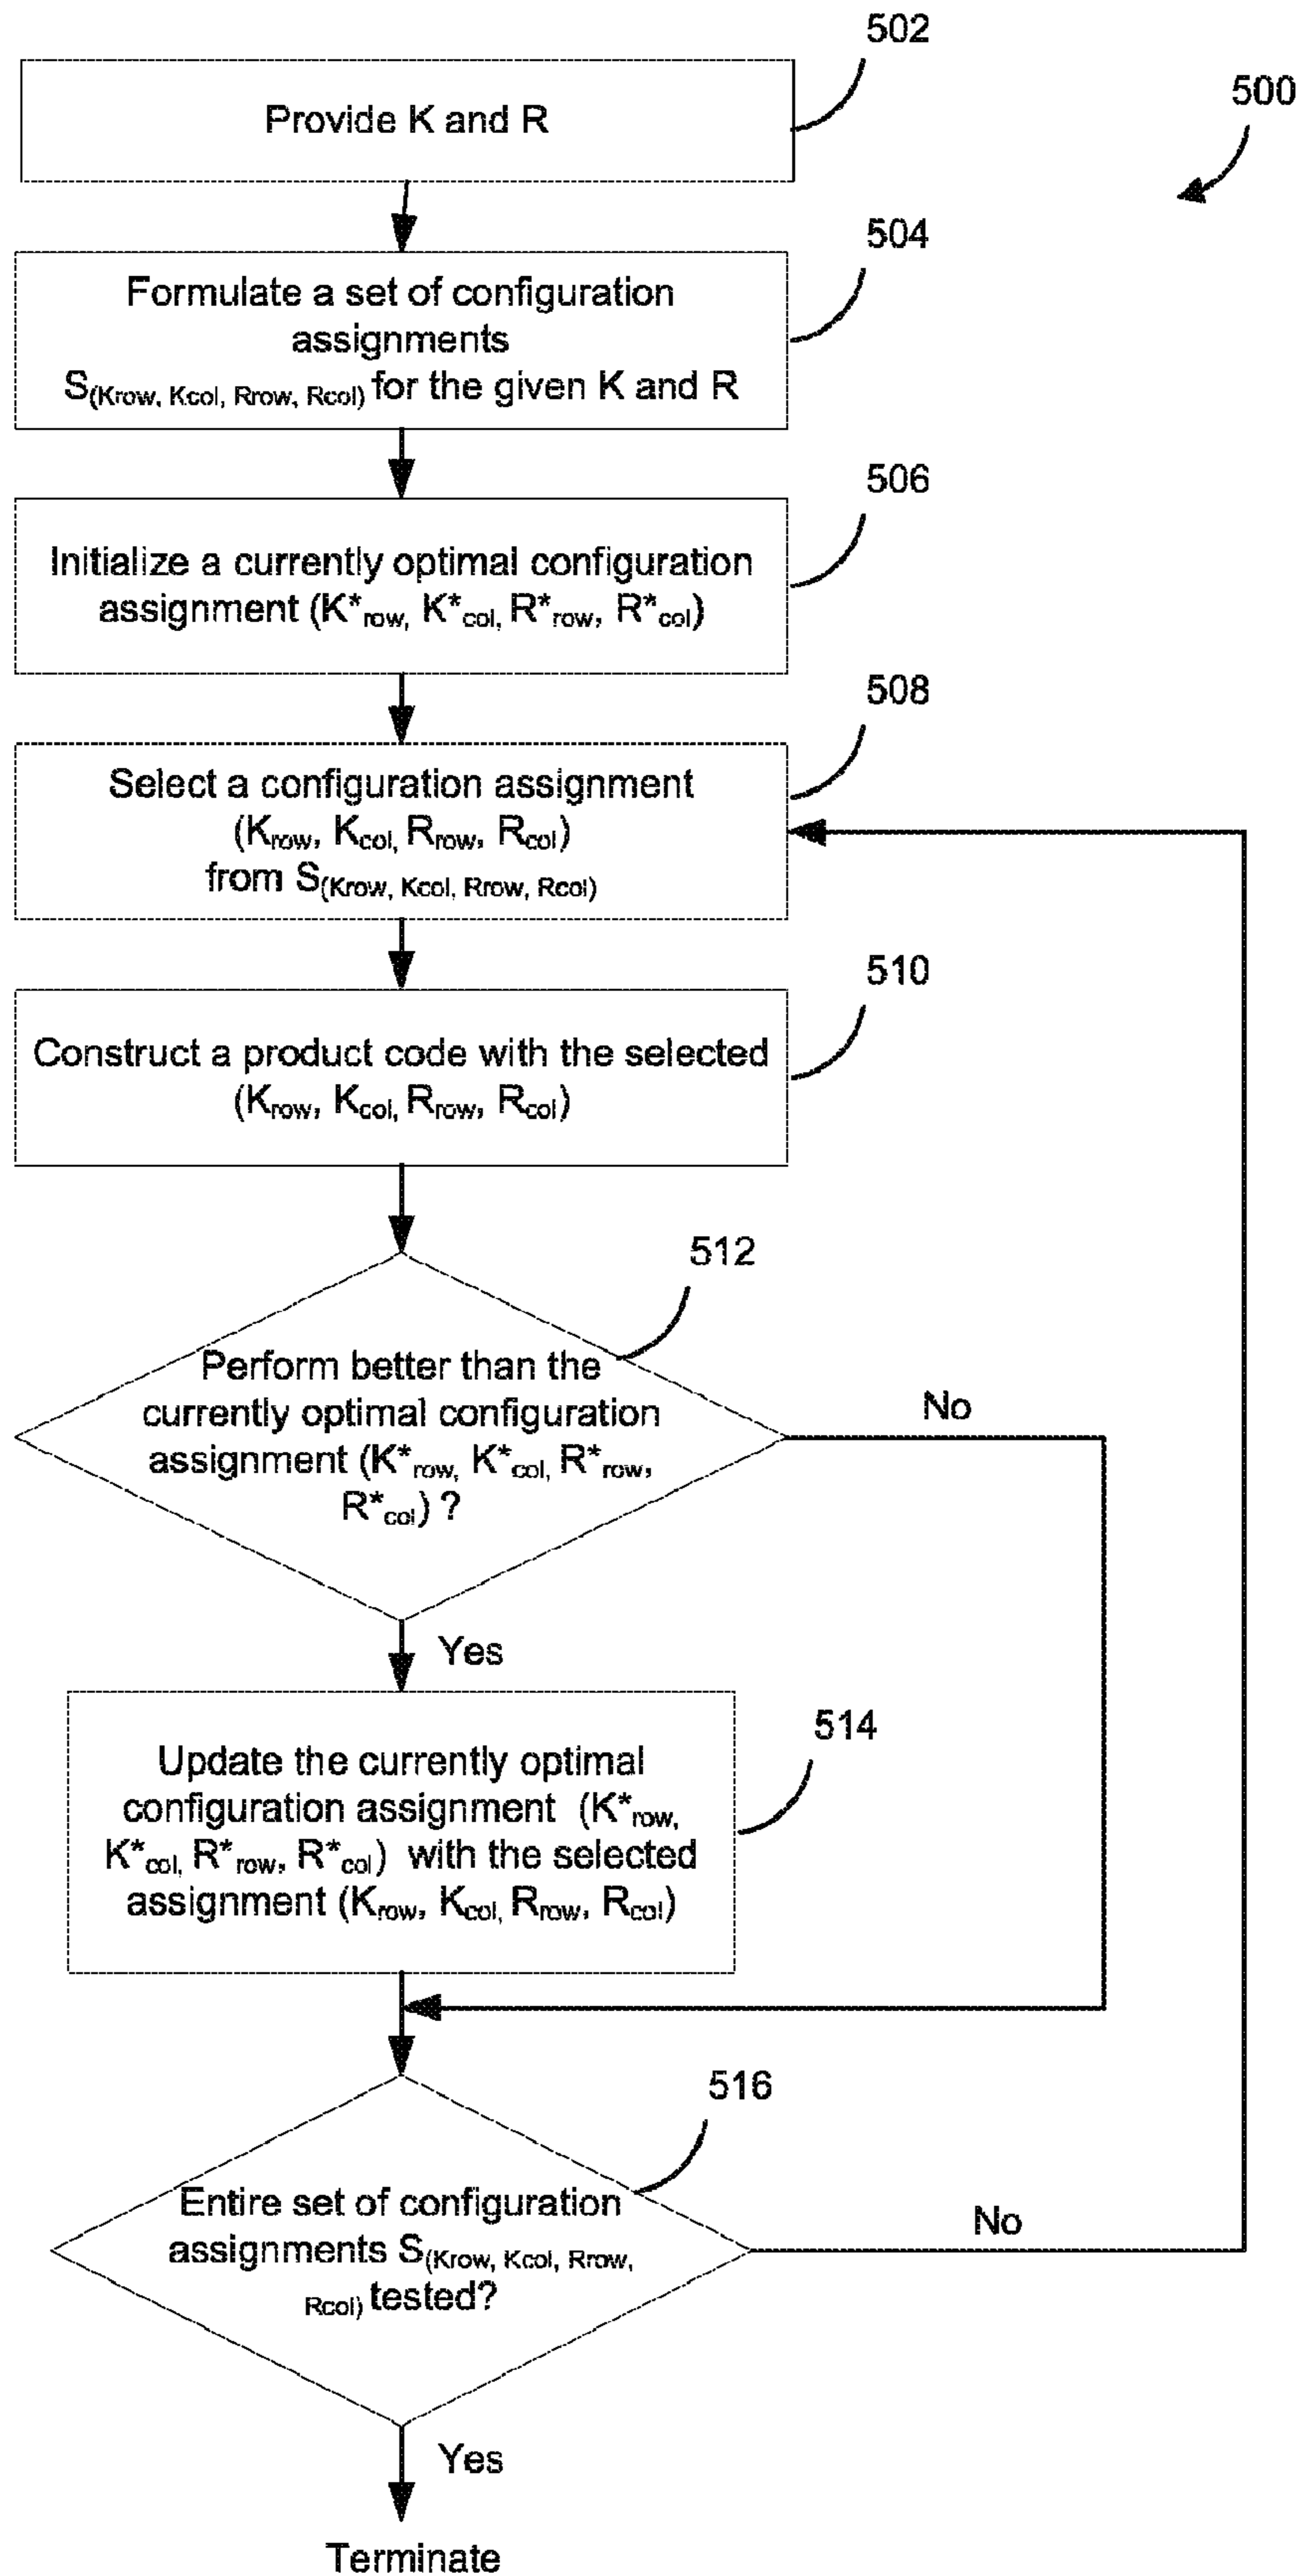 502
500
Provide K and R
504
Formulate a set of configuration
assignments
S(Krow, Kcol, Rrow, Rcol) for the given K and R
506
Initialize a currently optimal configuration
assignment (K*row, K*col, R*row, R*col)
508
Select a configuration assignment
(Krow, Kcol, Rrow, Rcol)
from S(Krow, Kcol, Rrow, Rcol)
510
Construct a product code with the selected
(Krow, Kcol, Rrow, Rcol)
512
Perform better than the
currently optimal configuration
assignment (K*row, K*col, R*row,
R*col) ?
No
Yes
514
Update the currently optimal
configuration assignment (K*row,
K*col, R*row, R*col) with the selected
assignment (Krow, Kcol, Rrow, Rcol)
516
Entire set of configuration
assignments S(Krow, Kcol, Rrow,
Rcol) tested?
No
Yes
Terminate